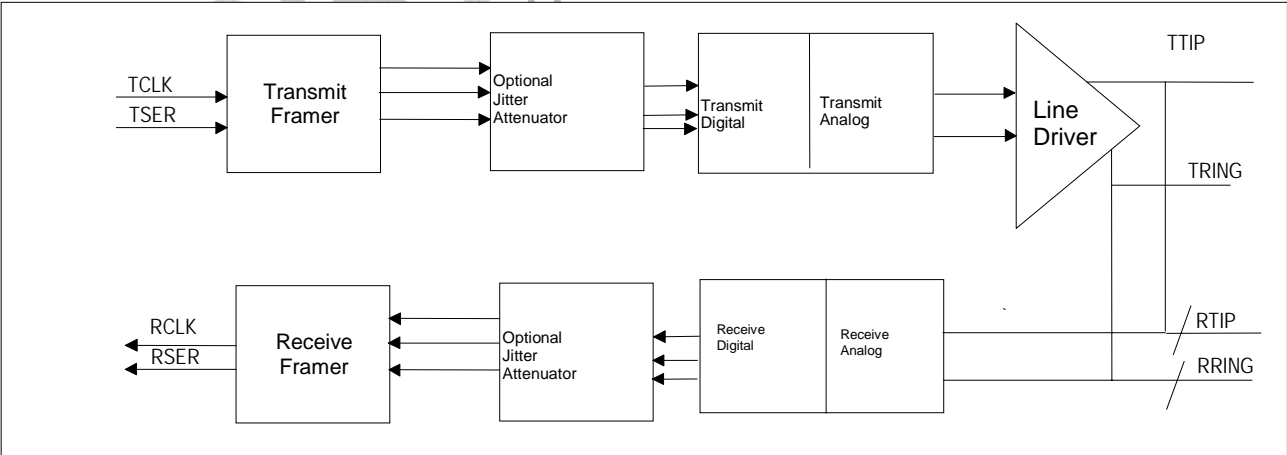 TTIP
TCLK
TSER
Transmit
Framer
Optional
Jitter
Attenuator
Transmit
Digital
Transmit
Analog
Line
Driver
TRING
RCLK
RSER
Receive
Framer
Optional
Jitter
Attenuator
Receive
Digital
Receive
Analog
RTIP
RRING